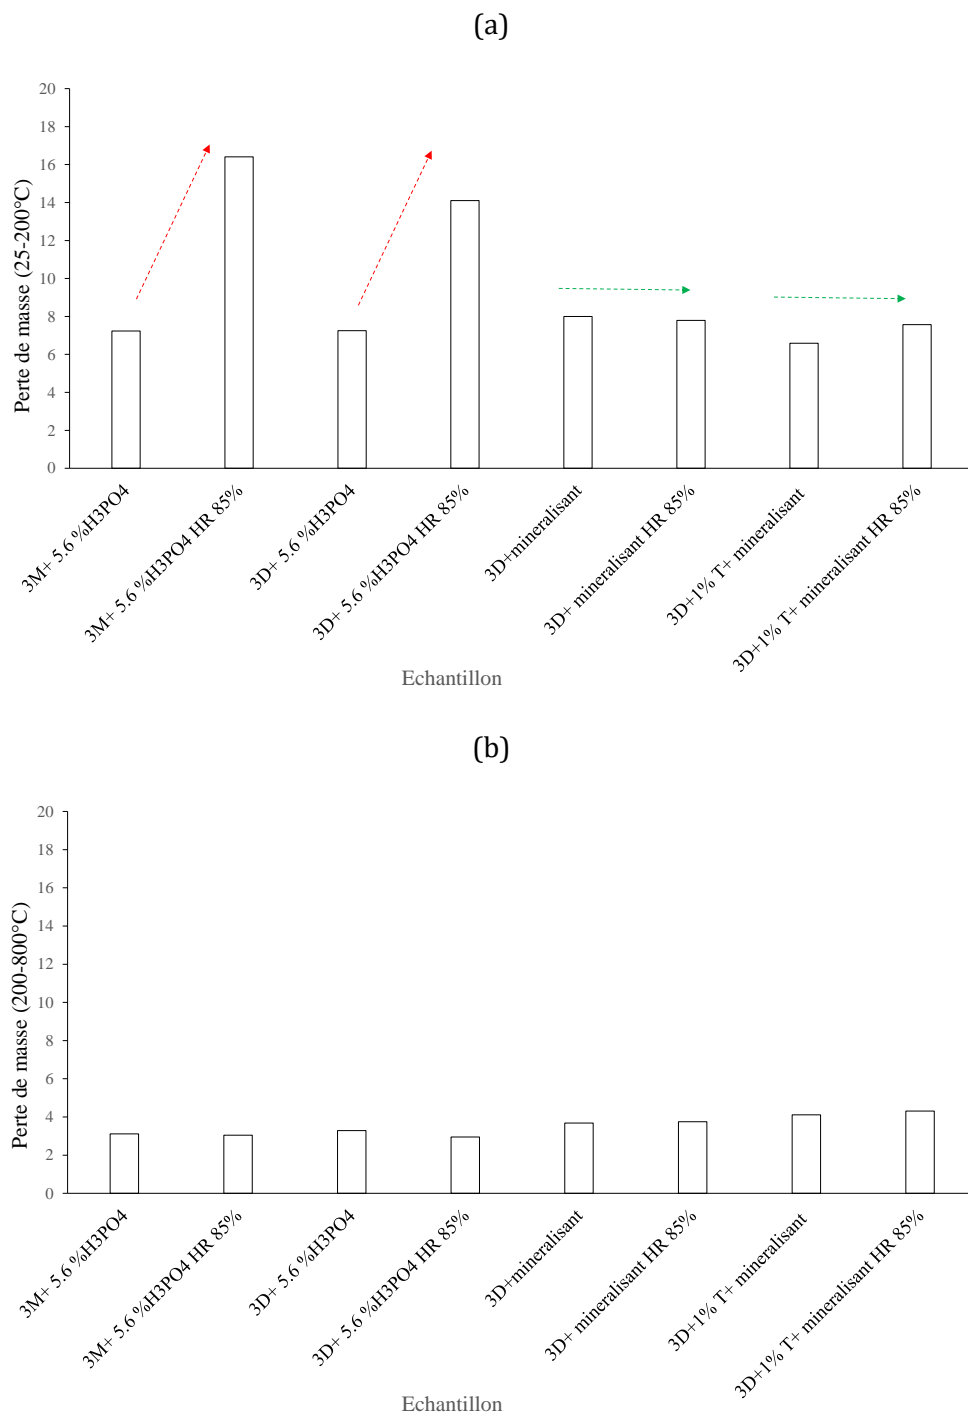 (a)
Perte de masse (25-200°C)
20
18
16
14
12
10
8
6
4
2
0
3M+ 5.6 %H3PO4
3M+ 5.6 %H3PO4 HR 85%
3D+ 5.6 %H3PO4
3D+ 5.6 %H3PO4 HR 85%
3D+mineralisant
3D+ mineralisant HR 85%
3D+1% T+ mineralisant
3D+1% T+ mineralisant HR 85%
Echantillon
(b)
Perte de masse (200-800°C)
20
18
16
14
12
10
8
6
4
2
0
3M+ 5.6 %H3PO4
3M+ 5.6 %H3PO4 HR 85%
3D+ 5.6 %H3PO4
3D+ 5.6 %H3PO4 HR 85%
3D+mineralisant
3D+ mineralisant HR 85%
3D+1% T+ mineralisant
3D+1% T+ mineralisant HR 85%
Echantillon